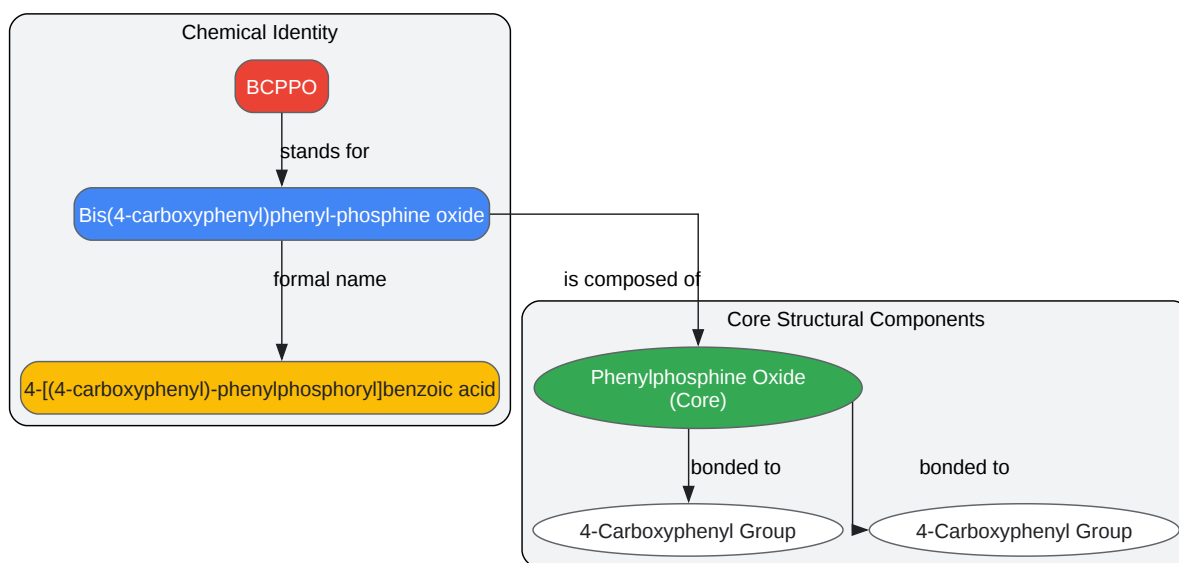 Chemical Identity
BCPPO
stands for
Bis(4-carboxyphenyl)phenyl-phosphine oxide
formal name
4-[(4-carboxyphenyl)-phenylphosphoryl]benzoic acid
is composed of
Core Structural Components
Phenylphosphine Oxide
(Core)
bonded to
bonded to
4-Carboxyphenyl Group
4-Carboxyphenyl Group